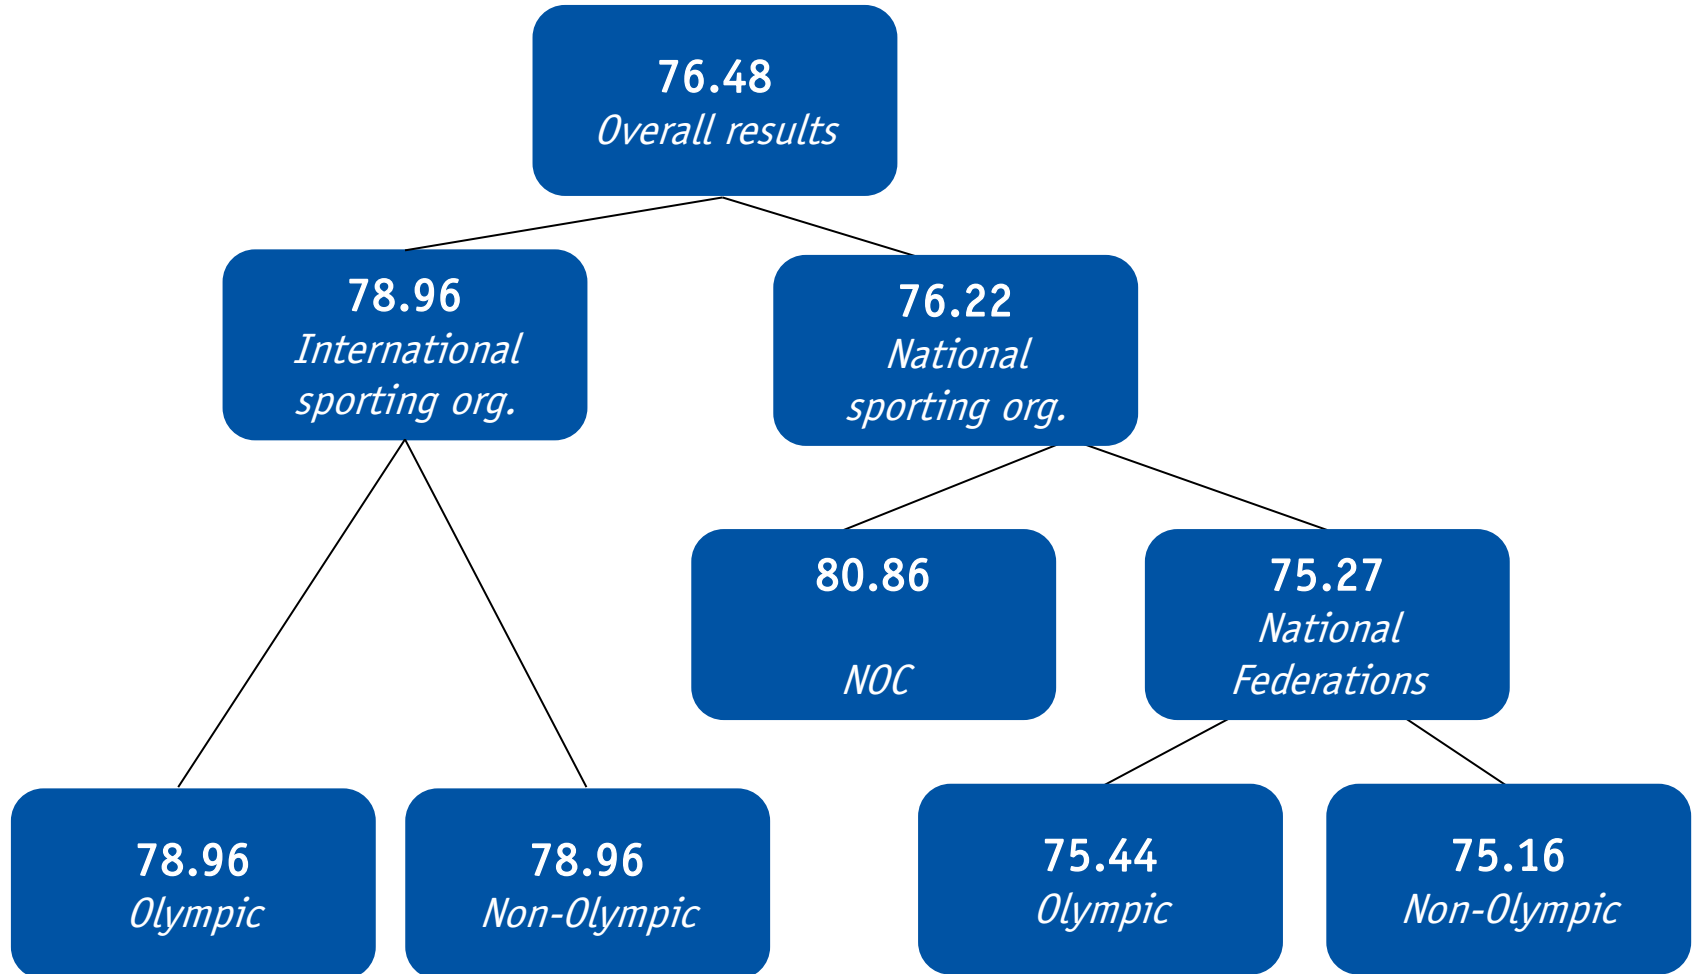 76.48
Overall results
78.96
International
sporting org.
76.22
National
sporting org.
80.86
NOC
75.27
National
Federations
78.96
Olympic
78.96
Non-Olympic
75.44
Olympic
75.16
Non-Olympic